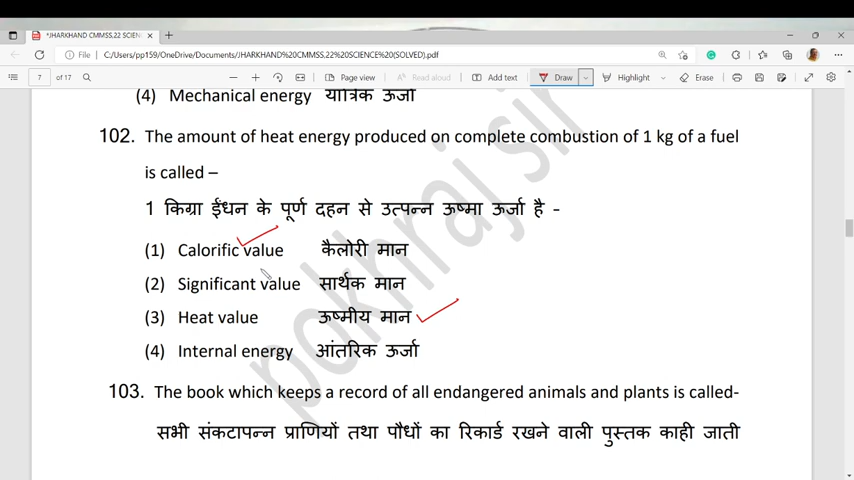 *JHARKHAND CMMSS,22 SCIEN
File
C:/Users/pp159/OneDrive/Documents/JHARKHAND%20CMMSS.22%20SCIENCE%20(SOLVED).pdf
7 of 17
Page view
Read aloud
Add text
Draw
Highlight
Erase
(4) Mechanical energy यांत्रिक ऊर्जा
102. The amount of heat energy produced on complete combustion of 1 kg of a fuel
is called –
1 किग्रा ईंधन के पूर्ण दहन से उत्पन्न ऊष्मा ऊर्जा है -
(1) Calorific value कैलोरी मान
(2) Significant value सार्थक मान
(3) Heat value ऊष्मीय मान
(4) Internal energy आंतरिक ऊर्जा
103. The book which keeps a record of all endangered animals and plants is called-
सभी संकटापन्न प्राणियों तथा पौधों का रिकार्ड रखने वाली पुस्तक काही जाती
pokhraj sir